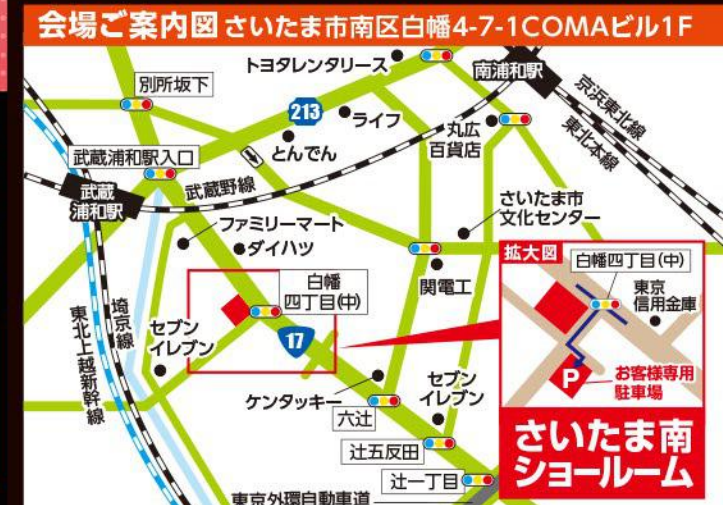 会場ご案内図 さいたま市南区白幡4-7-1COMAビル1F
トヨタレンタリース
南浦和駅
別所坂下
京浜東北線
東北本線
213
ライフ
とんでん
丸広
百貨店
武蔵浦和駅入口
武蔵野線
武蔵
浦和駅
さいたま市
文化センター
ファミリーマート
ダイハツ
関電工
拡大図
白幡四丁目(中)
東京
信用金庫
白幡
四丁目(中)
17
埼京線
東北上越新幹線
セブン
イレブン
P
お客様専用
駐車場
ケンタッキー
セブン
イレブン
六辻
辻五反田
辻一丁目
さいたま南
ショールーム
東京外環自動車道